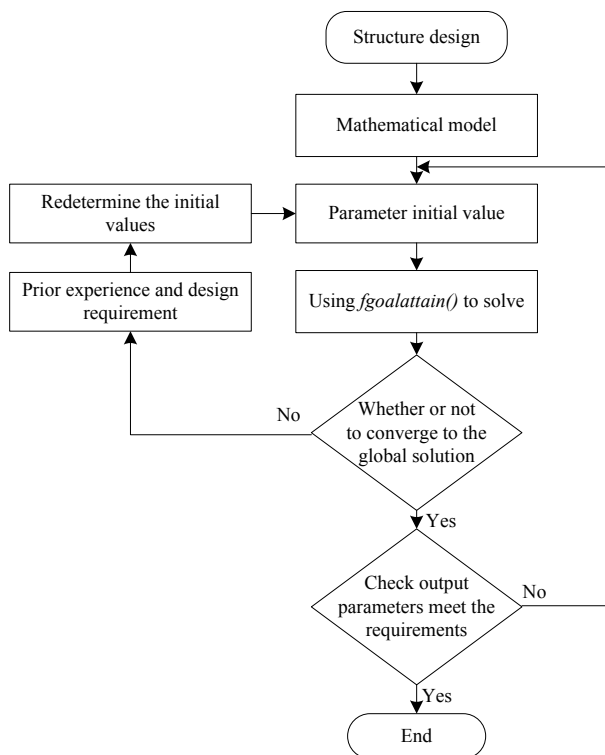 Structure design
Mathematical model
Redetermine the initial
values
Parameter initial value
Prior experience and design
requirement
Using fgoalattain() to solve
No
Whether or not
to converge to the
global solution
Yes
Check output
parameters meet the
requirements
No
Yes
End